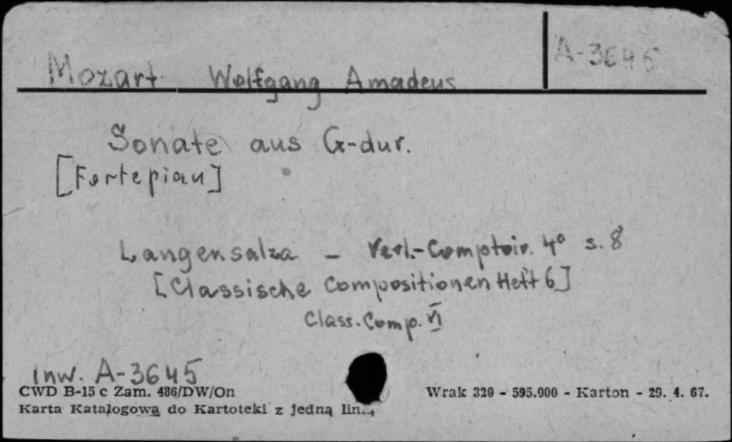 A-3645
Mozart Wolfgang Amadeus
Sonate aus G-dur.
[Fortepian]
Langensalza – Verl.-Comptoir. 4° s. 8
[Classische Compositionen Heft 6]
Class. Comp. VI
inw. A-3645
CWD B-15 c Zam. 486/DW/On Wrak 320 - 595.000 - Karton - 29. 4. 67.
Karta Katalogowa do Kartoteki z jedną